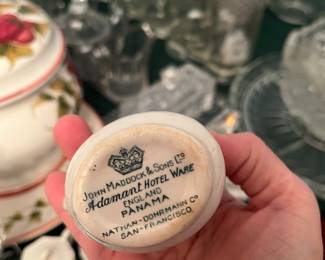 JOHN MADDOCK & SONS LTD
Adamant HOTEL WARE
ENGLAND
PANAMA
NATHAN-DOHRMANN CO
SAN-FRANCISCO